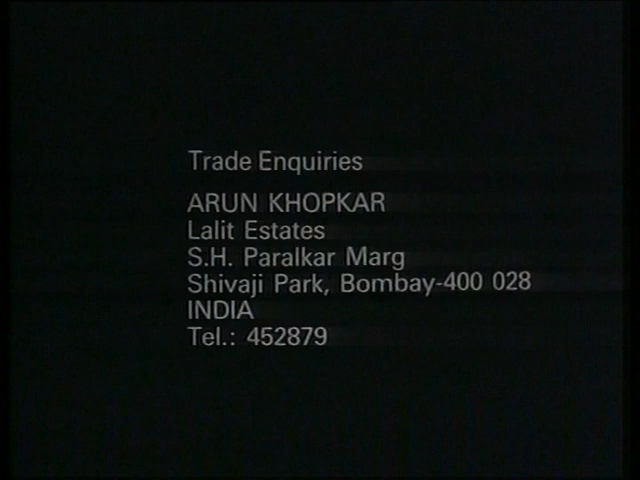 Trade Enquiries
ARUN KHOPKAR
Lalit Estates
S.H. Paralkar Marg
Shivaji Park, Bombay-400 028
INDIA
Tel.: 452879